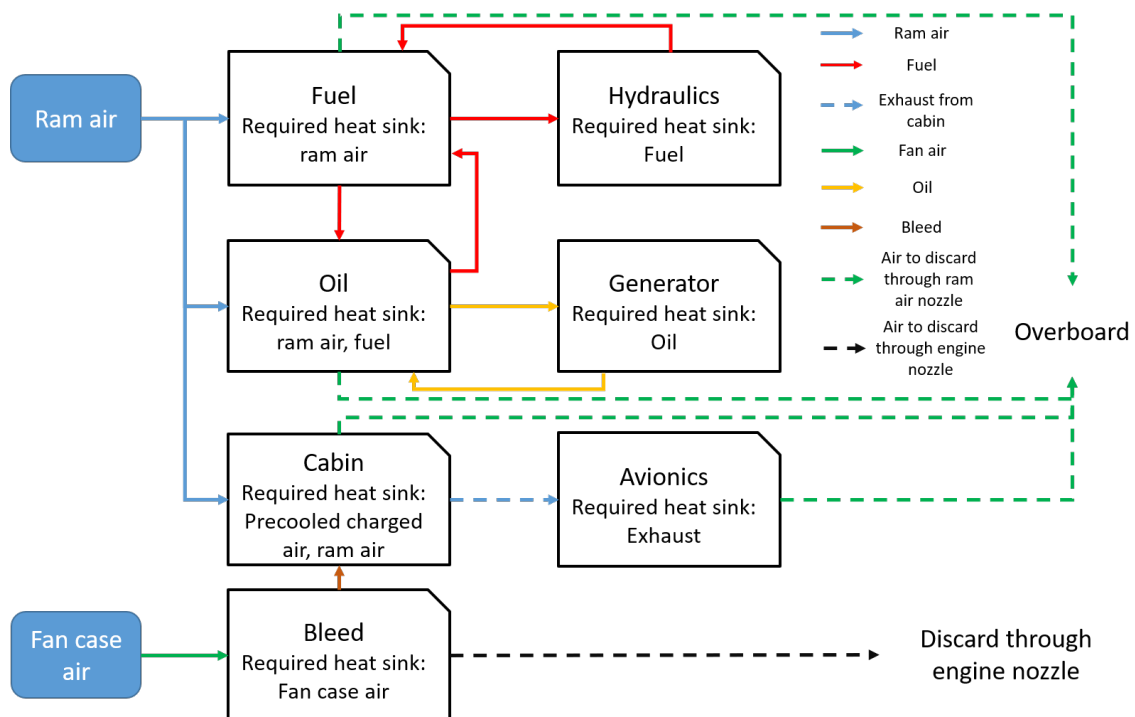 Ram air
Fuel
Required heat sink:
ram air
Hydraulics
Required heat sink:
Fuel
Oil
Required heat sink:
ram air, fuel
Generator
Required heat sink:
Oil
Cabin
Required heat sink:
Precooled charged
air, ram air
Avionics
Required heat sink:
Exhaust
Fan case
air
Bleed
Required heat sink:
Fan case air
Ram air
Fuel
Exhaust from
cabin
Fan air
Oil
Bleed
Air to discard
through ram
air nozzle
Air to discard
through engine
nozzle
Overboard
Discard through
engine nozzle